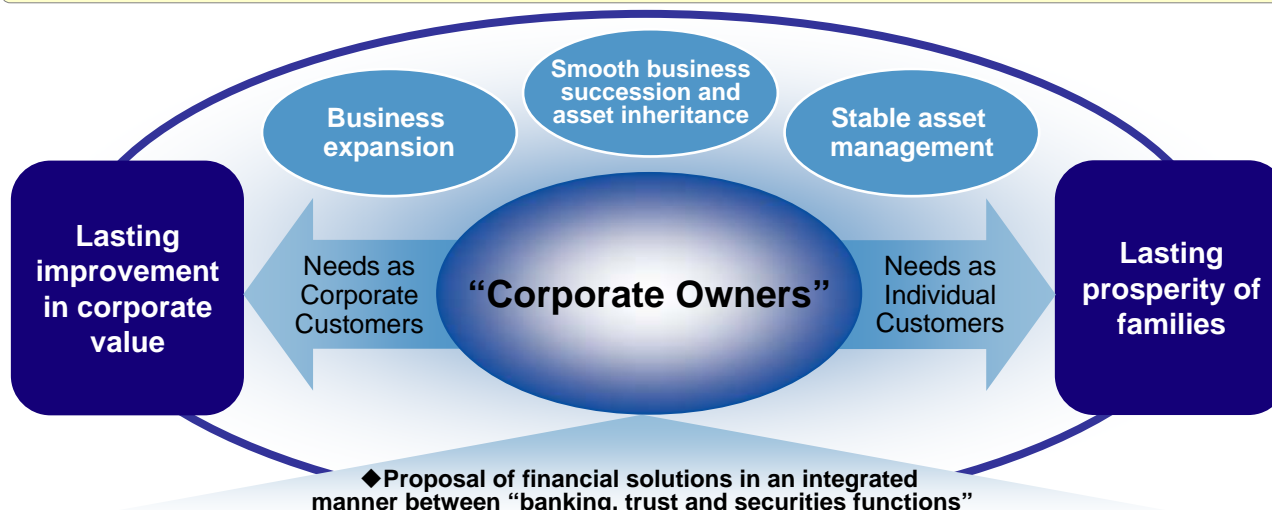 Smooth business
succession and
asset inheritance
Business
expansion
Stable asset
management
Lasting
improvement
in corporate
value
Needs as
Corporate
Customers
“Corporate Owners”
Needs as
Individual
Customers
Lasting
prosperity of
families
◆Proposal of financial solutions in an integrated
manner between “banking, trust and securities functions”